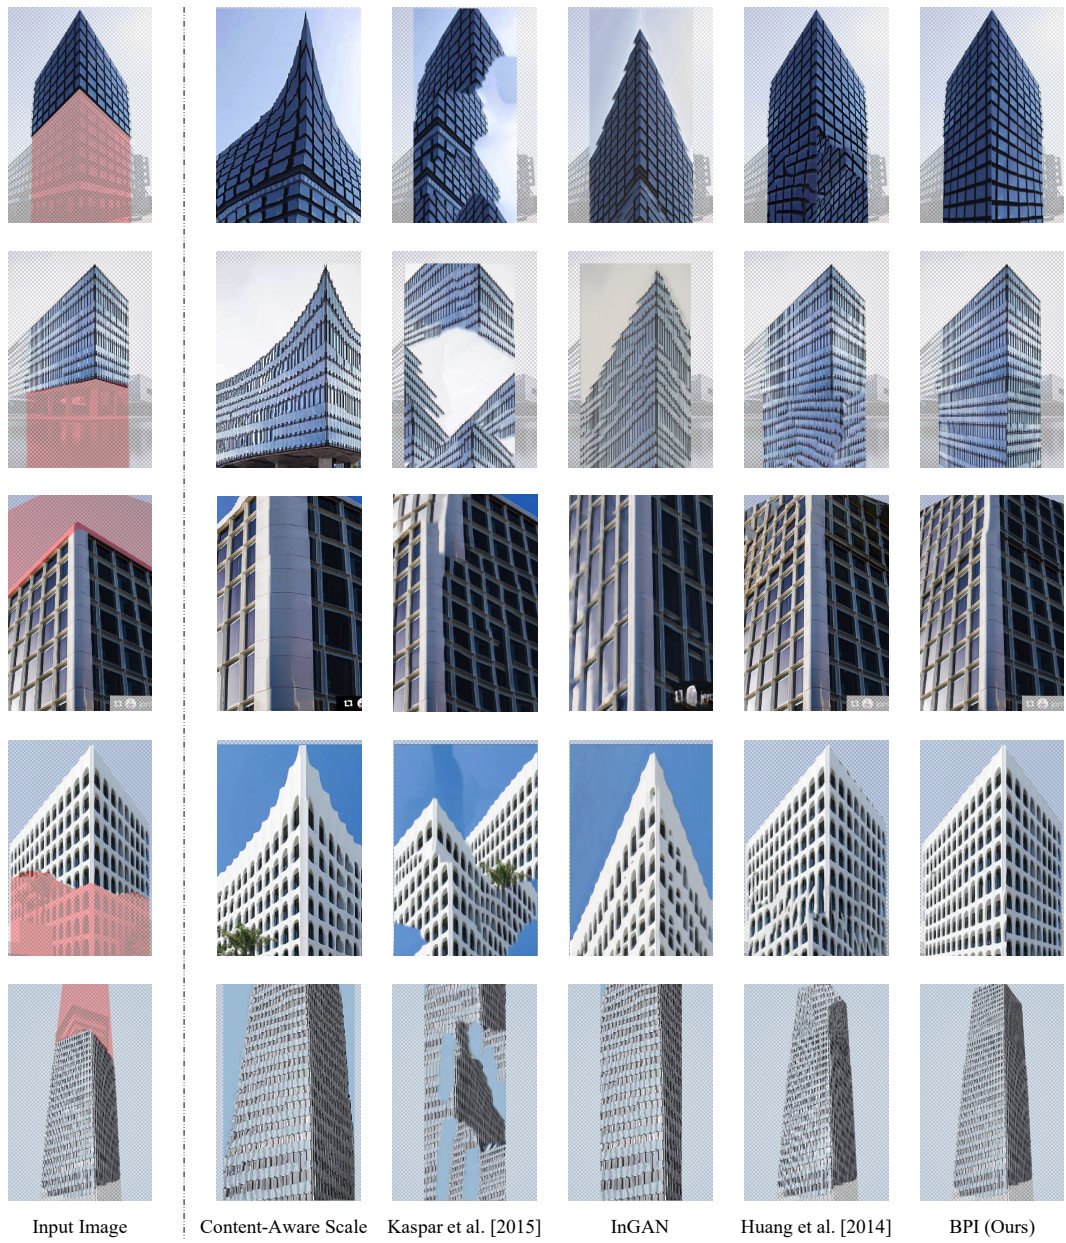 Input Image
Content-Aware Scale
Kaspar et al. [2015]
InGAN
Huang et al. [2014]
BPI (Ours)